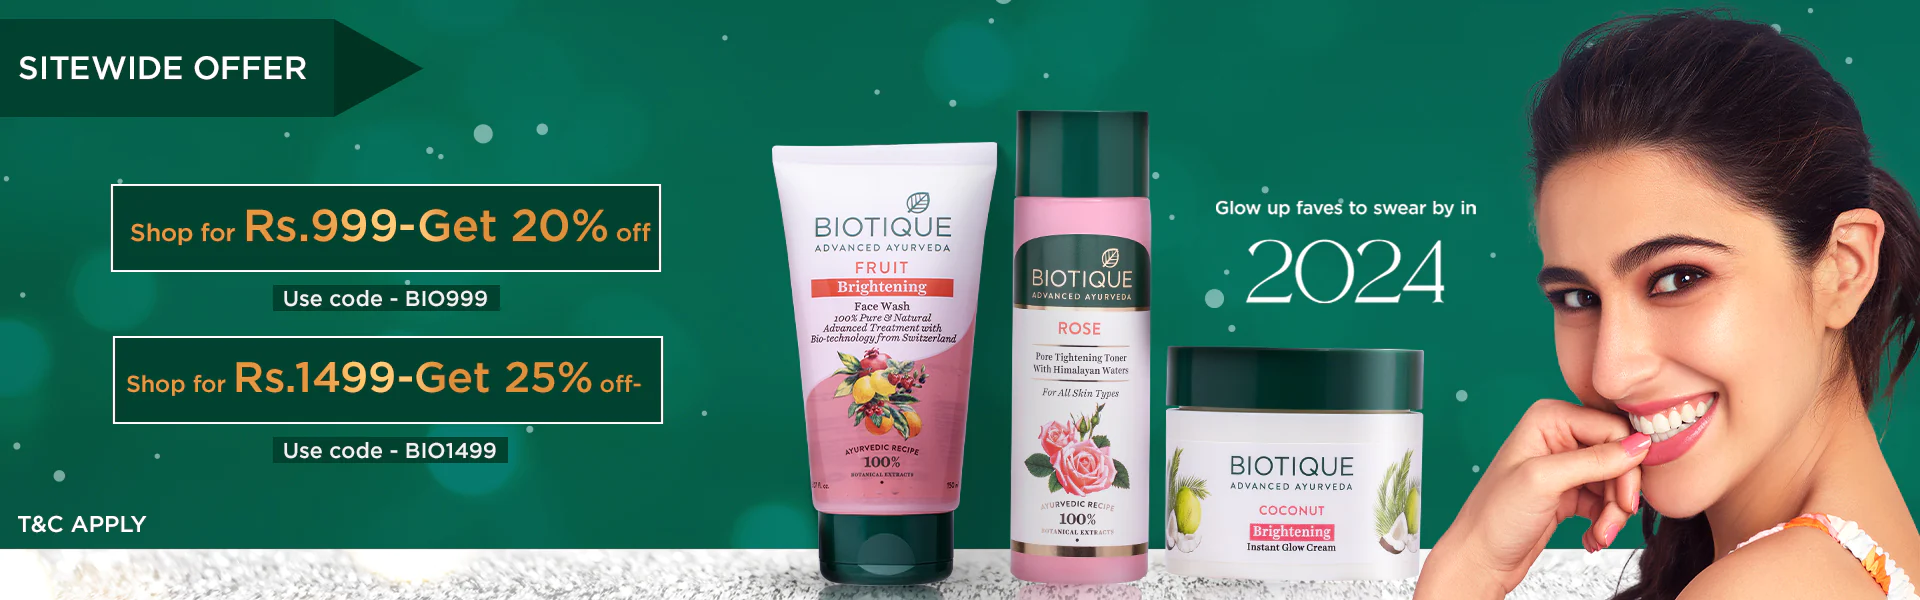 SITEWIDE OFFER
Shop for Rs.999-Get 20% off
Use code - BIO999
Shop for Rs.1499-Get 25% off-
Use code - BIO1499
T&C APPLY
BIOTIQUE
ADVANCED AYURVEDA
FRUIT
Brightening
Face Wash
100% Pure & Natural
Advanced Treatment with
Bio-technology from Switzerland
AYURVEDIC RECIPE
100%
BOTANICAL EXTRACTS
BIOTIQUE
ADVANCED AYURVEDA
ROSE
Pore Tightening Toner
With Himalayan Waters
For All Skin Types
AYURVEDIC RECIPE
100%
BOTANICAL EXTRACTS
Glow up faves to swear by in
2024
BIOTIQUE
ADVANCED AYURVEDA
COCONUT
Brightening
Instant Glow Cream